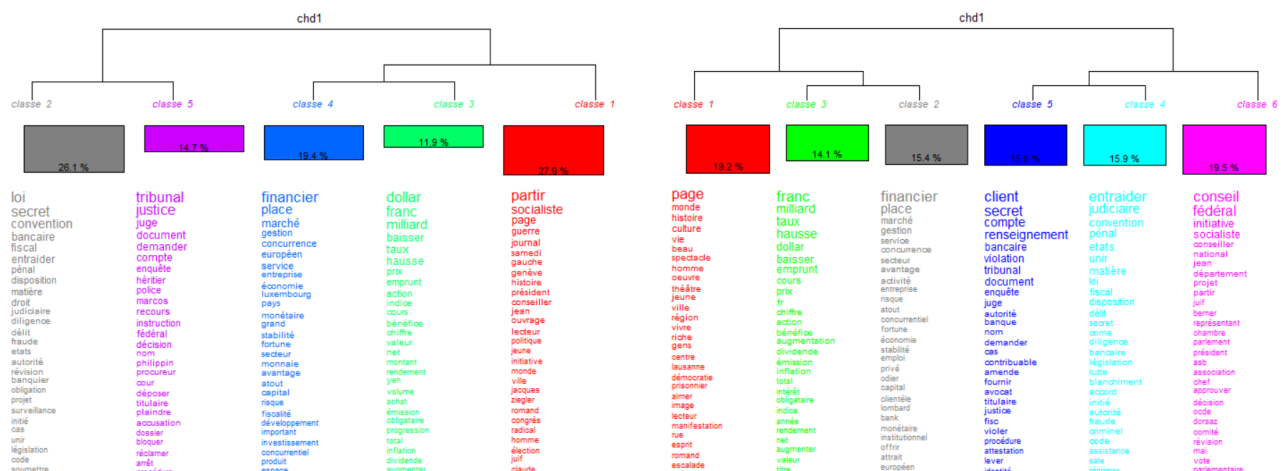 chd1
classe 2
classe 5
classe 4
classe 3
classe 1
26.1 %
14.7 %
19.4 %
11.9 %
27.9 %
loi
secret
convention
bancaire
fiscal
entraider
pénal
disposition
matière
droit
judiciaire
diligence
délit
fraude
etats
autorité
révision
banquier
obligation
projet
surveillance
initié
cas
unir
législation
code
soumettre
tribunal
justice
juge
document
demander
compte
enquête
héritier
police
marcos
recours
instruction
fédéral
décision
nom
philippin
procureur
cour
déposer
titulaire
plaindre
accusation
dossier
bloquer
réclamer
arrêt
financier
place
marché
gestion
concurrence
européen
service
entreprise
économie
luxembourg
pays
monétaire
grand
stabilité
fortune
secteur
monnaie
avantage
atout
capital
risque
fiscalité
développement
important
investissement
concurrentiel
produit
espace
dollar
franc
milliard
baisser
taux
hausse
prix
emprunt
action
indice
cours
bénéfice
chiffre
valeur
net
montant
rendement
yen
volume
achat
émission
obligataire
progression
total
inflation
dividende
augmenter
partir
socialiste
page
guerre
journal
samedi
gauche
genève
histoire
président
conseiller
jean
ouvrage
lecteur
politique
jeune
initiative
monde
ville
jacques
ziegler
romand
congrès
radical
homme
élection
juif
claude
chd1
classe 1
classe 3
classe 2
classe 5
classe 4
classe 6
19.2 %
14.1 %
15.4 %
15.9 %
19.5 %
page
monde
histoire
culture
vie
beau
spectacle
homme
oeuvre
théâtre
jeune
ville
région
vivre
riche
gens
centre
lausanne
démocratie
prisonnier
aimer
image
lecteur
manifestation
rue
esprit
romand
escalade
franc
milliard
taux
hausse
dollar
baisser
emprunt
cours
prix
fr
chiffre
action
bénéfice
augmentation
dividende
émission
inflation
total
intérêt
obligataire
indice
année
rendement
net
augmenter
valeur
titre
financier
place
marché
gestion
service
concurrence
secteur
avantage
activité
entreprise
risque
atout
concurrentiel
fortune
économie
stabilité
emploi
privé
odier
capital
clientèle
lombard
bank
monétaire
institutionnel
offrir
attrait
européen
client
secret
compte
renseignement
bancaire
violation
tribunal
document
enquête
juge
autorité
banque
nom
demander
cas
contribuable
amende
fournir
avocat
titulaire
justice
fisc
violer
procédure
attestation
lever
identité
entraider
judiciaire
convention
pénal
etats
unir
matière
loi
fiscal
disposition
délit
secret
crime
diligence
bancaire
législation
lutte
blanchiment
accord
initié
autorité
fraude
criminel
code
assistance
sale
conseil
fédéral
initiative
socialiste
conseiller
national
jean
département
projet
partir
juif
berner
représentant
chambre
parlement
président
asb
association
chef
approuver
décision
code
dorsaz
comité
révision
mai
vote
parlementaire